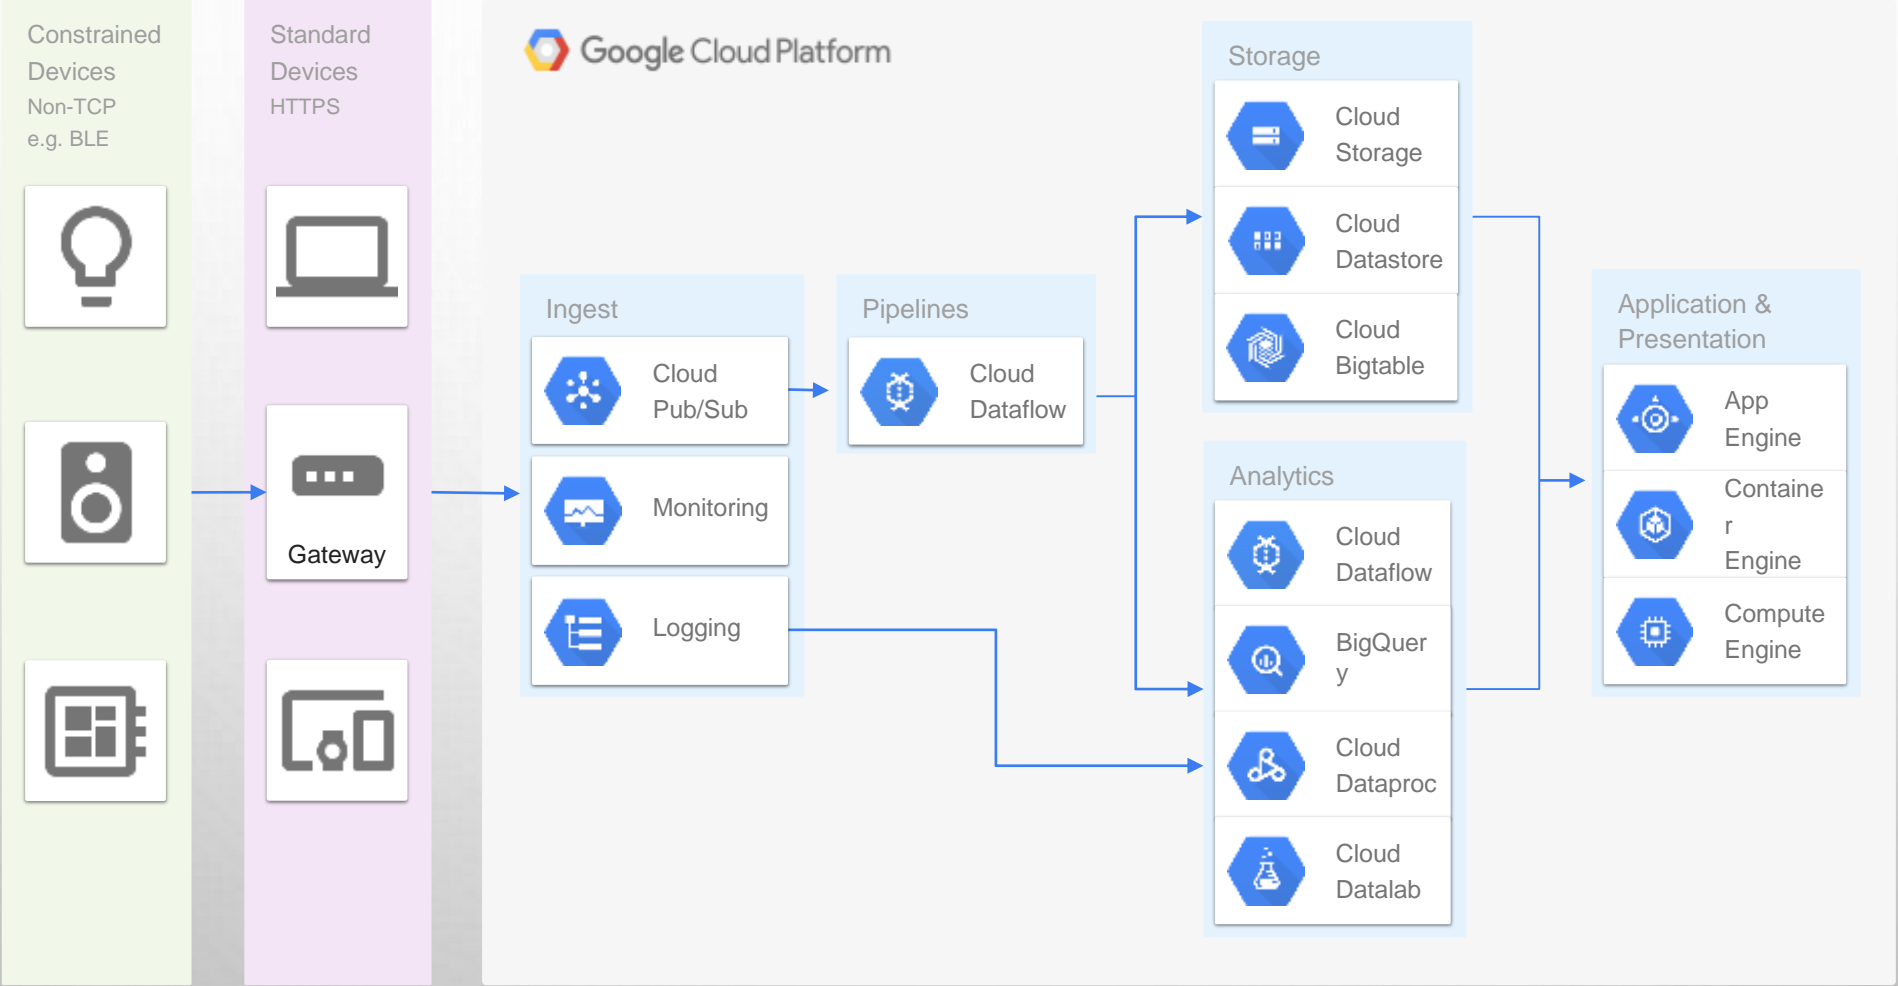 Constrained
Devices
Non-TCP
e.g. BLE
Standard
Devices
HTTPS
Gateway
Google Cloud Platform
Ingest
Cloud
Pub/Sub
Monitoring
Logging
Pipelines
Cloud
Dataflow
Storage
Cloud
Storage
Cloud
Datastore
Cloud
Bigtable
Analytics
Cloud
Dataflow
BigQuer
y
Cloud
Dataproc
Cloud
Datalab
Application &
Presentation
App
Engine
Containe
r
Engine
Compute
Engine